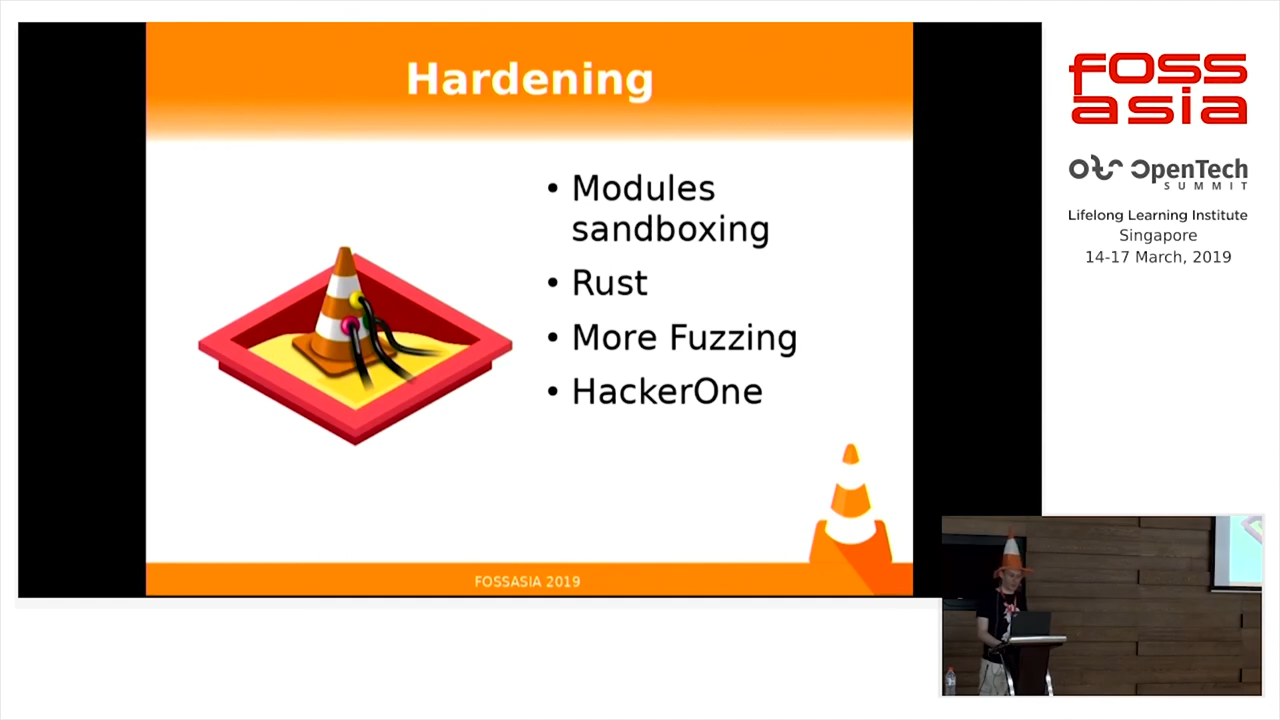 Hardening
• Modules
sandboxing
• Rust
• More Fuzzing
• HackerOne
FOSSASIA 2019
fOSS
asia
OpenTech
SUMMIT
Lifelong Learning Institute
Singapore
14-17 March, 2019